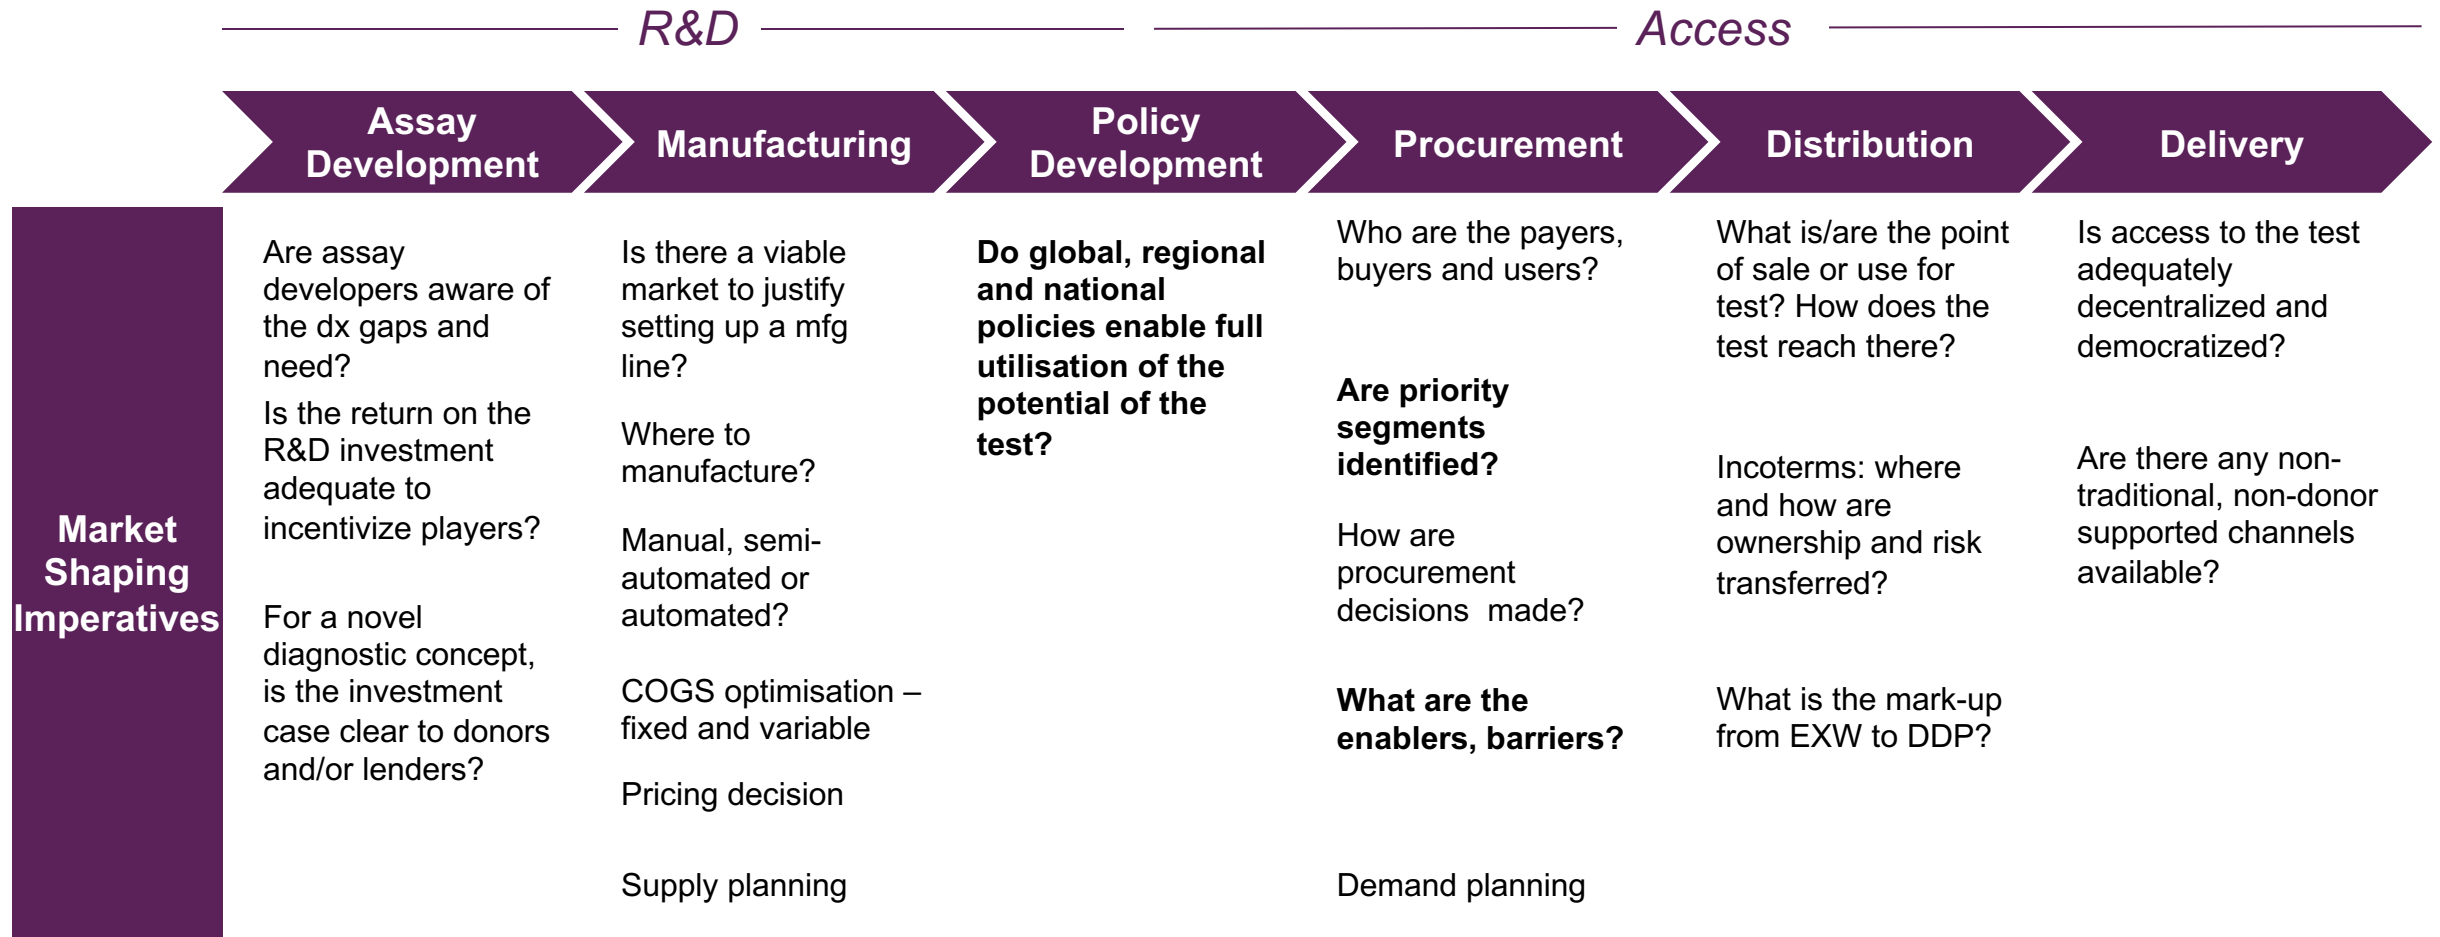 R&D
Access
Assay
Development
Manufacturing
Policy
Development
Procurement
Distribution
Delivery
Market
Shaping
Imperatives
Are assay
developers aware of
the dx gaps and
need?
Is the return on the
R&D investment
adequate to
incentivize players?
For a novel
diagnostic concept,
is the investment
case clear to donors
and/or lenders?
Is there a viable
market to justify
setting up a mfg
line?
Where to
manufacture?
Manual, semi-
automated or
automated?
COGS optimisation –
fixed and variable
Pricing decision
Supply planning
Do global, regional
and national
policies enable full
utilisation of the
potential of the
test?
Who are the payers,
buyers and users?
Are priority
segments
identified?
How are
procurement
decisions  made?
What are the
enablers, barriers?
Demand planning
What is/are the point
of sale or use for
test? How does the
test reach there?
Incoterms: where
and how are
ownership and risk
transferred?
What is the mark-up
from EXW to DDP?
Is access to the test
adequately
decentralized and
democratized?
Are there any non-
traditional, non-donor
supported channels
available?